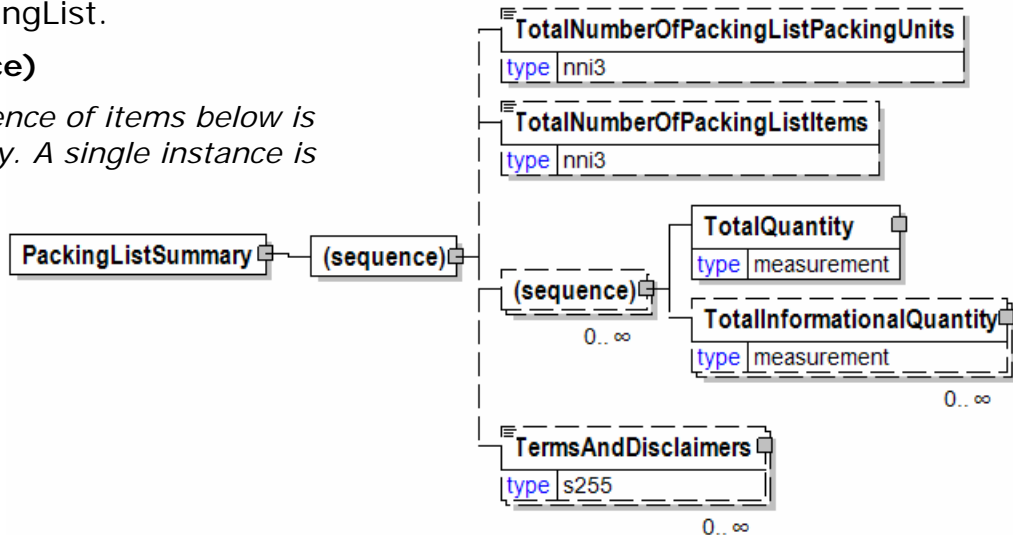 ngList.
ce)
ence of items below is
y. A single instance is
TotalNumberOfPackingListPackingUnits
type nni3
TotalNumberOfPackingListItems
type nni3
PackingListSummary
(sequence)
(sequence)
0.. ∞
TotalQuantity
type measurement
TotalInformationalQuantity
type measurement
0.. ∞
TermsAndDisclaimers
type s255
0.. ∞